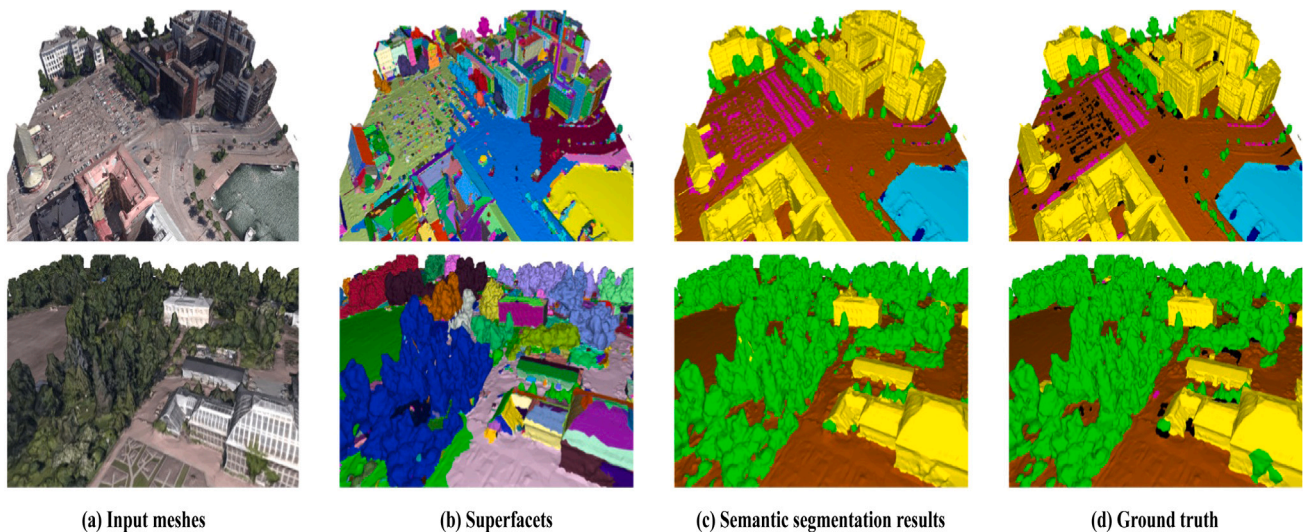 (a) Input meshes
(b) Superfacets
(c) Semantic segmentation results
(d) Ground truth